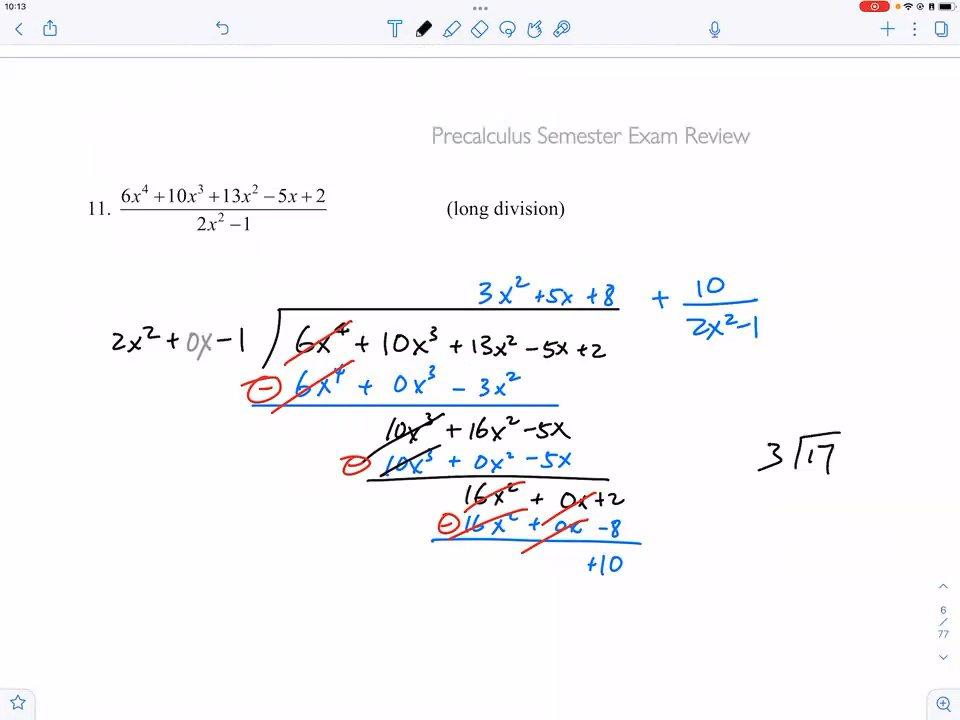 10:13
Precalculus Semester Exam Review
11. 6x⁴ +10x³ +13x² − 5x + 2
2x² − 1
(long division)
3x² +5x +8 + 10
2x²−1
2x² + 0x − 1 6x⁴ + 10x³ + 13x² − 5x + 2
− 6x⁴ + 0x³ − 3x²
10x³ + 16x² − 5x
3 17
− 10x³ + 0x² − 5x
16x² + 0x + 2
− 16x² + 0x − 8
+10
6
/
77